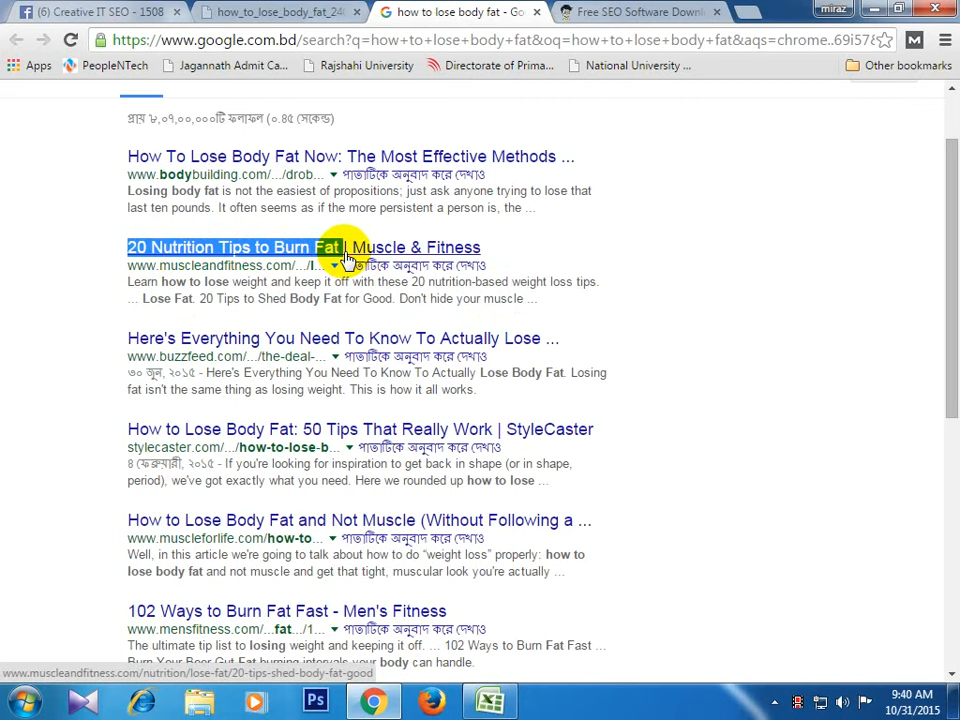 (6) Creative IT SEO - 1508
how_to_lose_body_fat_24
how to lose body fat - Go
Free SEO Software Down
miraz
https://www.google.com.bd/search?q=how+to+lose+body+fat&oq=how+to+lose+body+fat&aqs=chrome..69i57
Apps
PeopleNTech
Jagannath Admit Ca...
Rajshahi University
Directorate of Prima...
National University ...
Other bookmarks
প্রায় ৮,০৭,০০,০০০টি ফলাফল (০.৪৫ সেকেন্ড)
How To Lose Body Fat Now: The Most Effective Methods ...
www.bodybuilding.com/.../drob... পাতাটিকে অনুবাদ করে দেখাও
Losing body fat is not the easiest of propositions; just ask anyone trying to lose that
last ten pounds. It often seems as if the more persistent a person is, the ...
20 Nutrition Tips to Burn Fat | Muscle & Fitness
www.muscleandfitness.com/.../l... পাতাটিকে অনুবাদ করে দেখাও
Learn how to lose weight and keep it off with these 20 nutrition-based weight loss tips.
... Lose Fat. 20 Tips to Shed Body Fat for Good. Don't hide your muscle ...
Here's Everything You Need To Know To Actually Lose ...
www.buzzfeed.com/.../the-deal-... পাতাটিকে অনুবাদ করে দেখাও
৩০ জুন, ২০১৫ - Here's Everything You Need To Know To Actually Lose Body Fat. Losing
fat isn't the same thing as losing weight. This is how it all works.
How to Lose Body Fat: 50 Tips That Really Work | StyleCaster
stylecaster.com/.../how-to-lose-b... পাতাটিকে অনুবাদ করে দেখাও
৪ ফেব্রুয়ারী, ২০১৫ - If you're looking for inspiration to get back in shape (or in shape,
period), we've got exactly what you need. Here we rounded up how to lose ...
How to Lose Body Fat and Not Muscle (Without Following a ...
www.muscleforlife.com/how-to... পাতাটিকে অনুবাদ করে দেখাও
Well, in this article we're going to talk about how to do “weight loss” properly: how to
lose body fat and not muscle and get that tight, muscular look you're actually ...
102 Ways to Burn Fat Fast - Men's Fitness
www.mensfitness.com/...fat.../1... পাতাটিকে অনুবাদ করে দেখাও
The ultimate tip list to losing weight and keeping it off. ... 102 Ways to Burn Fat Fast ...
Burn Your Beer Gut Fat burning intervals your body can handle.
www.muscleandfitness.com/nutrition/lose-fat/20-tips-shed-body-fat-good
Ps
9:40 AM
10/31/2015